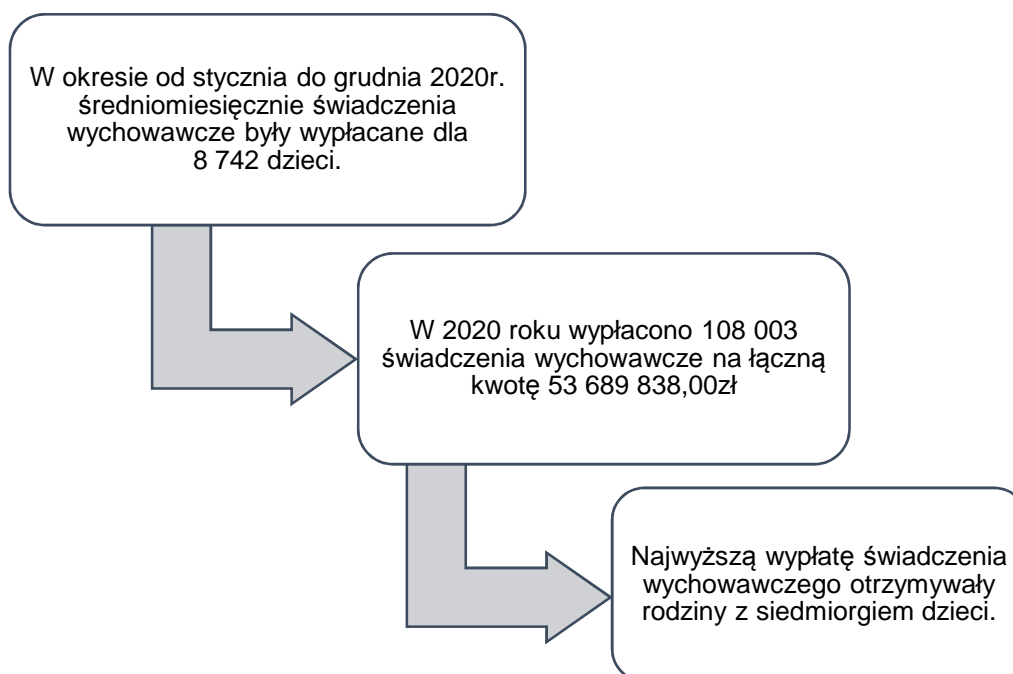 W okresie od stycznia do grudnia 2020r.
średniomiesięcznie świadczenia
wychowawcze były wypłacane dla
8 742 dzieci.
W 2020 roku wypłacono 108 003
świadczenia wychowawcze na łączną
kwotę 53 689 838,00zł
Najwyższą wypłatę świadczenia
wychowawczego otrzymywały
rodziny z siedmiorgiem dzieci.